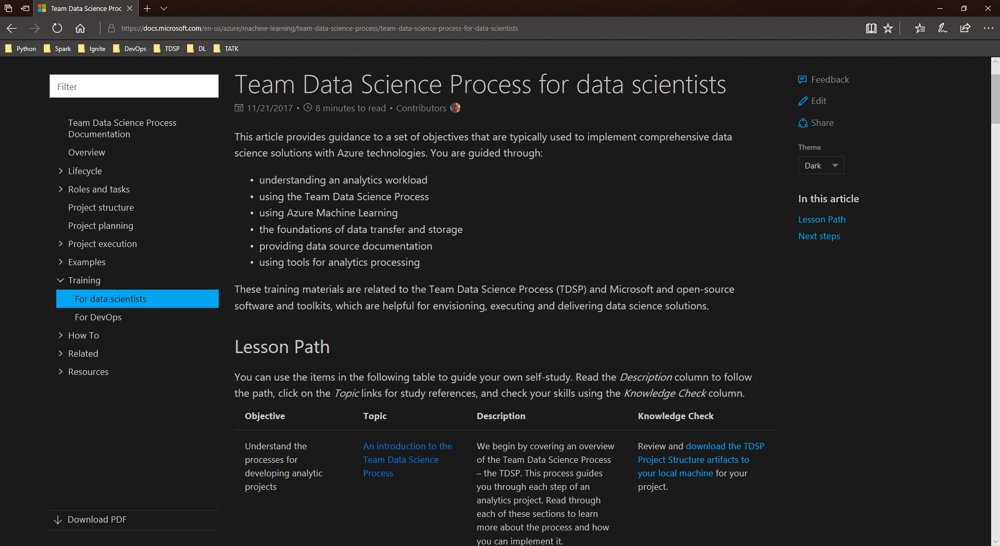 Team Data Science Proc
https://docs.microsoft.com/en-us/azure/machine-learning/team-data-science-process/team-data-science-process-for-data-scientists
Python Spark Ignite DevOps TDSP DL TATK
Filter
Team Data Science Process
Documentation
Overview
Lifecycle
Roles and tasks
Project structure
Project planning
Project execution
Examples
Training
For data scientists
For DevOps
How To
Related
Resources
Download PDF
Team Data Science Process for data scientists
11/21/2017 • 8 minutes to read • Contributors
This article provides guidance to a set of objectives that are typically used to implement comprehensive data
science solutions with Azure technologies. You are guided through:
• understanding an analytics workload
• using the Team Data Science Process
• using Azure Machine Learning
• the foundations of data transfer and storage
• providing data source documentation
• using tools for analytics processing
These training materials are related to the Team Data Science Process (TDSP) and Microsoft and open-source
software and toolkits, which are helpful for envisioning, executing and delivering data science solutions.
Lesson Path
You can use the items in the following table to guide your own self-study. Read the Description column to follow
the path, click on the Topic links for study references, and check your skills using the Knowledge Check column.
Objective Topic Description Knowledge Check
Understand the
processes for
developing analytic
projects
An introduction to the
Team Data Science
Process
We begin by covering an overview
of the Team Data Science Process
– the TDSP. This process guides
you through each step of an
analytics project. Read through
each of these sections to learn
more about the process and how
you can implement it.
Review and download the TDSP
Project Structure artifacts to
your local machine for your
project.
Feedback
Edit
Share
Theme
Dark
In this article
Lesson Path
Next steps